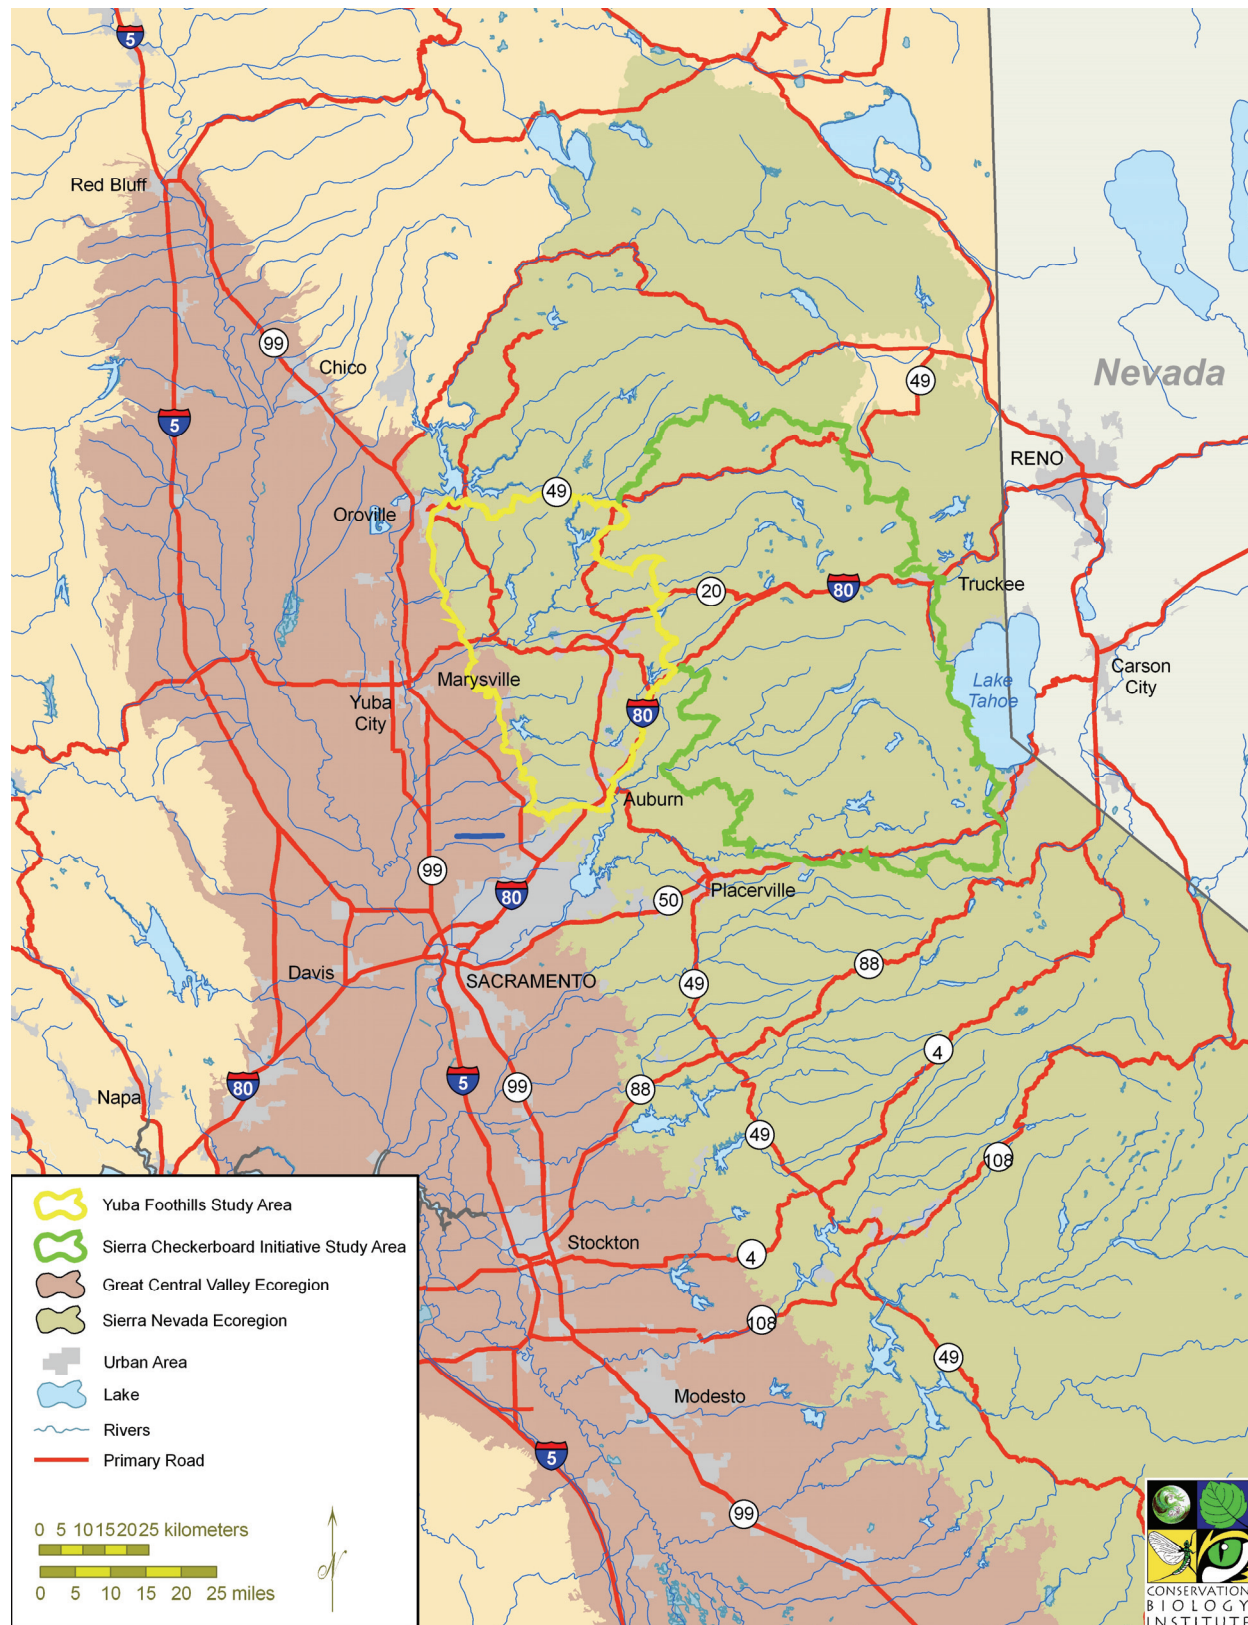 5
Red Bluff
99
Chico
49
Nevada
5
RENO
49
Oroville
20
80
Truckee
Marysville
Lake
Tahoe
Carson
City
Yuba
City
80
Auburn
99
80
50
Placerville
Davis
SACRAMENTO
88
49
4
80
5
99
88
Napa
49
108
Yuba Foothills Study Area
Sierra Checkerboard Initiative Study Area
Great Central Valley Ecoregion
Sierra Nevada Ecoregion
Urban Area
Lake
Rivers
Primary Road
Stockton
4
108
49
Modesto
5
99
0 5 10 15 20 25 kilometers
0 5 10 15 20 25 miles
N
CONSERVATION
BIOLOGY
INSTITUTE